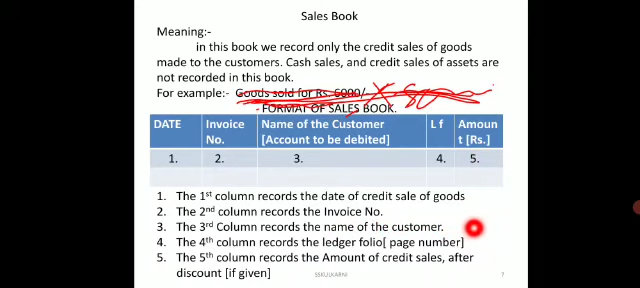 Sales Book
Meaning:-
in this book we record only the credit sales of goods
made to the customers. Cash sales, and credit sales of assets are
not recorded in this book.
For example:- Goods sold for Rs. 6000/-
- FORMAT OF SALES BOOK.
DATE Invoice No. Name of the Customer [Account to be debited] L f Amoun t [Rs.]
1. 2. 3. 4. 5.
1. The 1st column records the date of credit sale of goods
2. The 2nd column records the Invoice No.
3. The 3rd Column records the name of the customer.
4. The 4th column records the ledger folio[ page number]
5. The 5th column records the Amount of credit sales, after
discount [if given]
SSKULKARNI 7